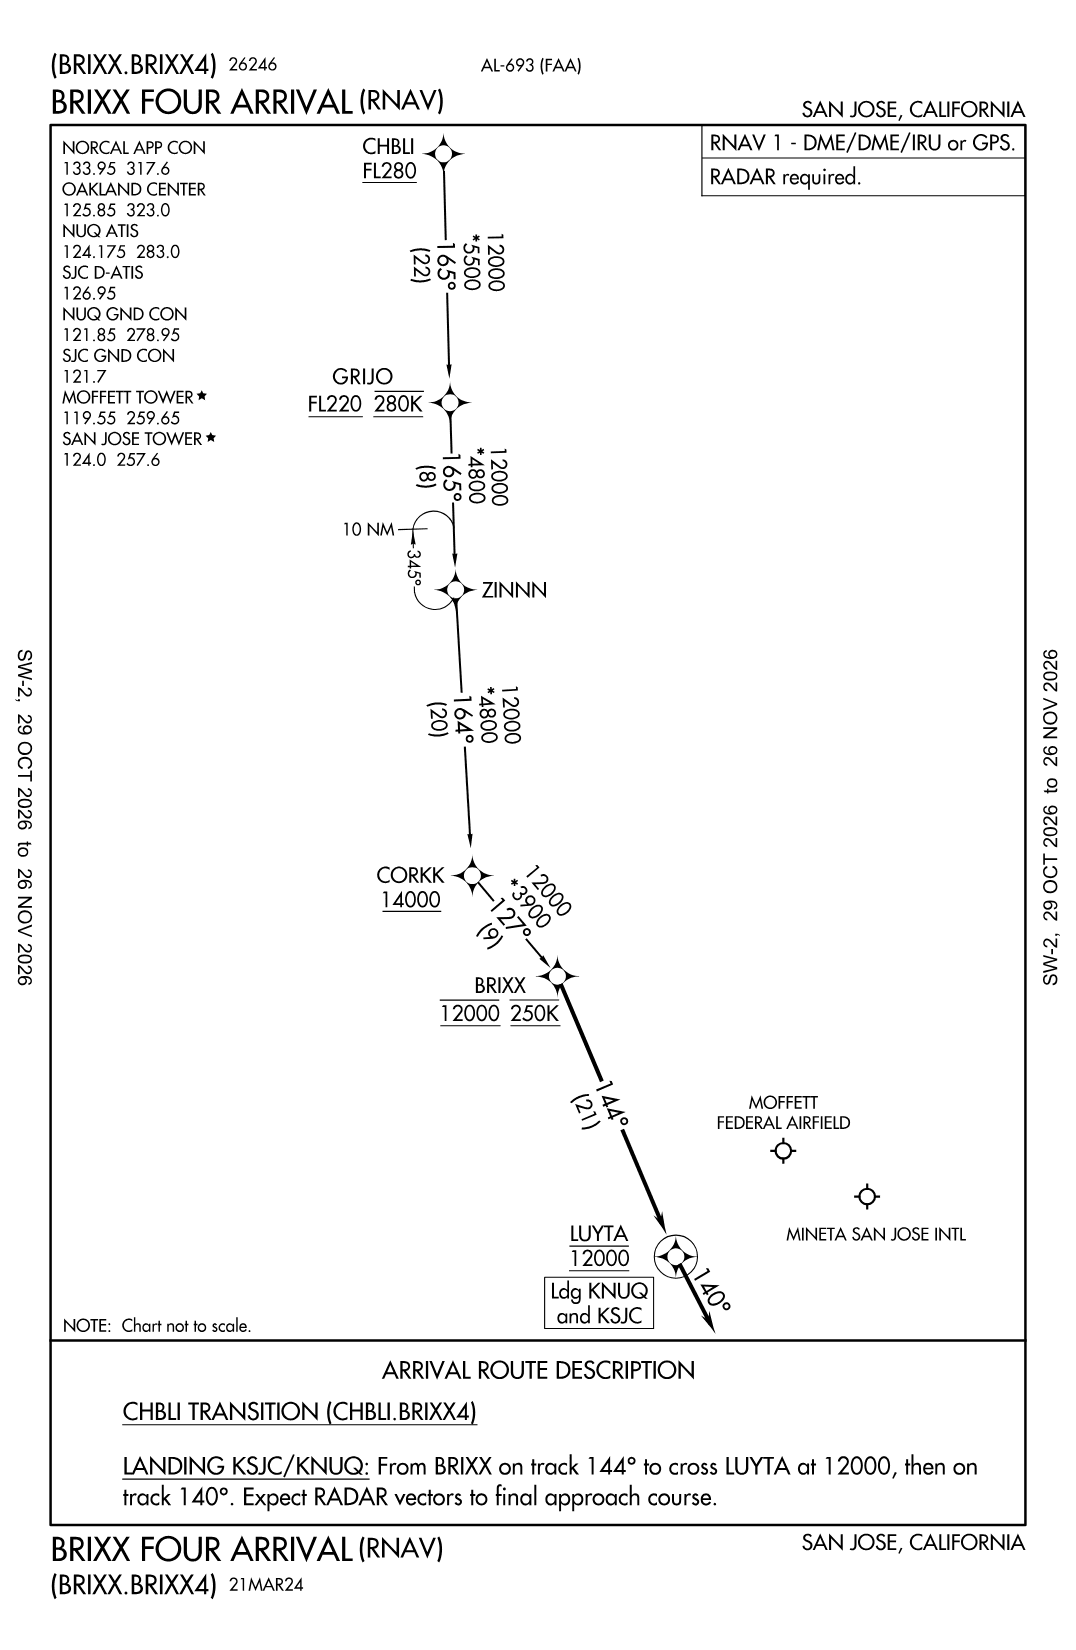 (BRIXX.BRIXX4) 26246
AL-693 (FAA)
BRIXX FOUR ARRIVAL (RNAV)
SAN JOSE, CALIFORNIA
NORCAL APP CON
133.95 317.6
OAKLAND CENTER
125.85 323.0
NUQ ATIS
124.175 283.0
SJC D-ATIS
126.95
NUQ GND CON
121.85 278.95
SJC GND CON
121.7
MOFFETT TOWER★
119.55 259.65
SAN JOSE TOWER★
124.0 257.6
RNAV 1 - DME/DME/IRU or GPS.
RADAR required.
CHBLI
FL280
12000
*5500
165°
(22)
GRIJO
FL220 280K
12000
*4800
165°
(8)
10 NM
345°
ZINNN
12000
*4800
164°
(20)
CORKK
14000
12000
*3900
127°
(9)
BRIXX
12000 250K
144°
(21)
MOFFETT
FEDERAL AIRFIELD
MINETA SAN JOSE INTL
LUYTA
12000
Ldg KNUQ
and KSJC
140°
NOTE: Chart not to scale.
SW-2, 29 OCT 2026 to 26 NOV 2026
SW-2, 29 OCT 2026 to 26 NOV 2026
ARRIVAL ROUTE DESCRIPTION
CHBLI TRANSITION (CHBLI.BRIXX4)
LANDING KSJC/KNUQ: From BRIXX on track 144° to cross LUYTA at 12000, then on
track 140°. Expect RADAR vectors to final approach course.
BRIXX FOUR ARRIVAL (RNAV)
SAN JOSE, CALIFORNIA
(BRIXX.BRIXX4) 21MAR24